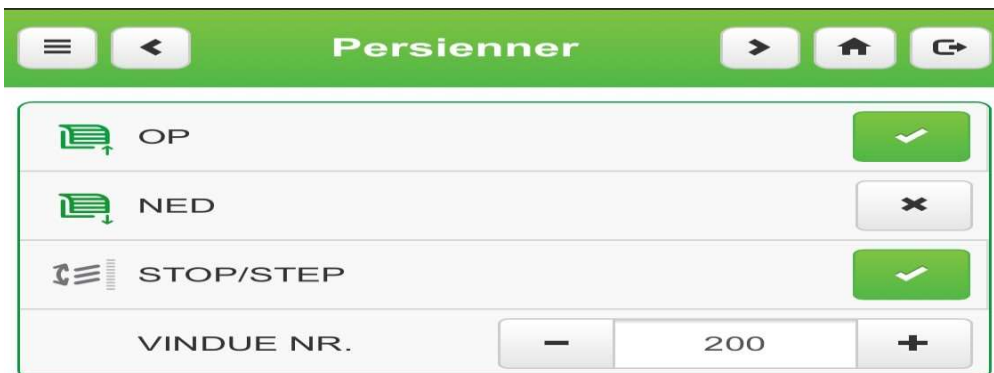 Persienner
OP
NED
STOP/STEP
VINDUE NR. 200